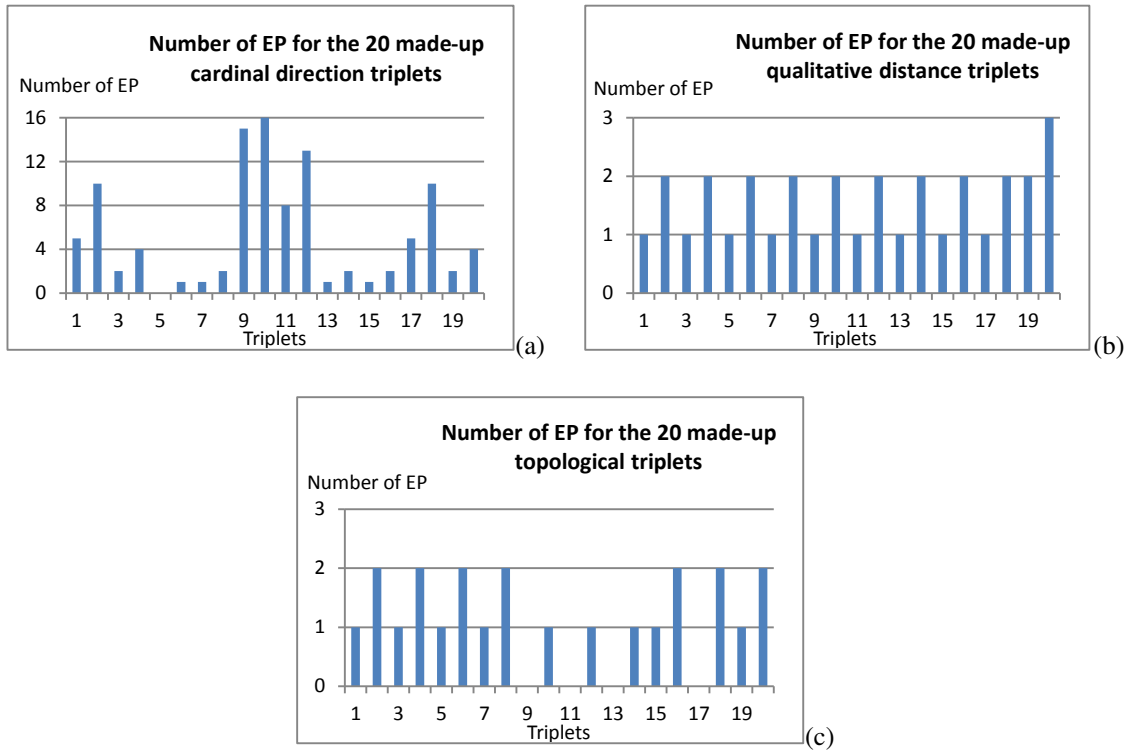 Number of EP for the 20 made-up
cardinal direction triplets
Number of EP
16
12
8
4
0
1 3 5 7 9 11 13 15 17 19
Triplets
(a)
Number of EP for the 20 made-up
qualitative distance triplets
Number of EP
3
2
1
0
1 3 5 7 9 11 13 15 17 19
Triplets
(b)
Number of EP for the 20 made-up
topological triplets
Number of EP
3
2
1
0
1 3 5 7 9 11 13 15 17 19
Triplets
(c)